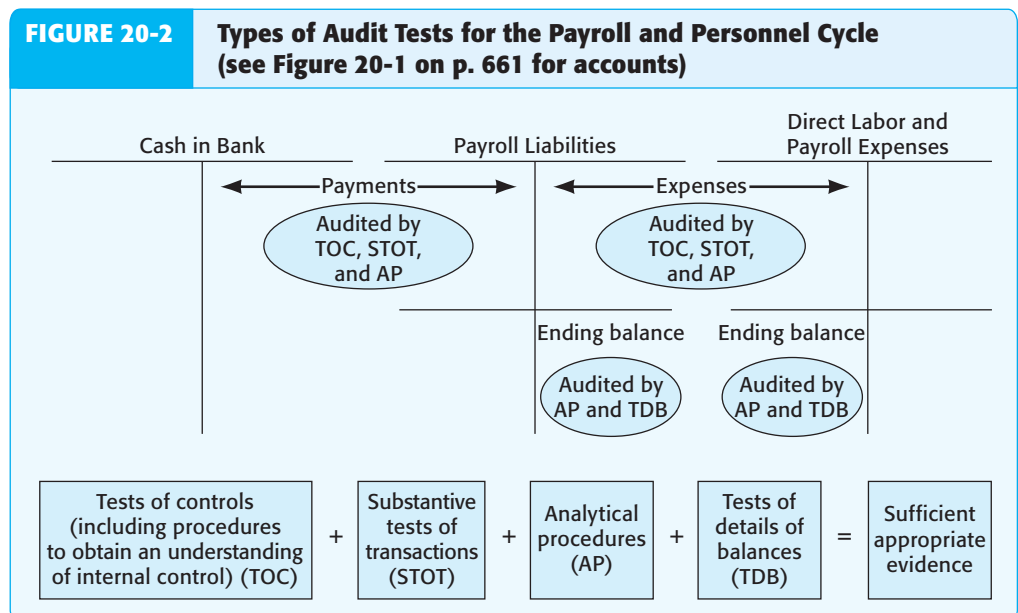 FIGURE 20-2
Types of Audit Tests for the Payroll and Personnel Cycle
(see Figure 20-1 on p. 661 for accounts)
Cash in Bank
Payroll Liabilities
Direct Labor and
Payroll Expenses
Payments
Expenses
Audited by
TOC, STOT,
and AP
Audited by
TOC, STOT,
and AP
Ending balance
Ending balance
Audited by
AP and TDB
Audited by
AP and TDB
Tests of controls
(including procedures
to obtain an understanding
of internal control) (TOC)
+
Substantive
tests of
transactions
(STOT)
+
Analytical
procedures
(AP)
+
Tests of
details of
balances
(TDB)
=
Sufficient
appropriate
evidence